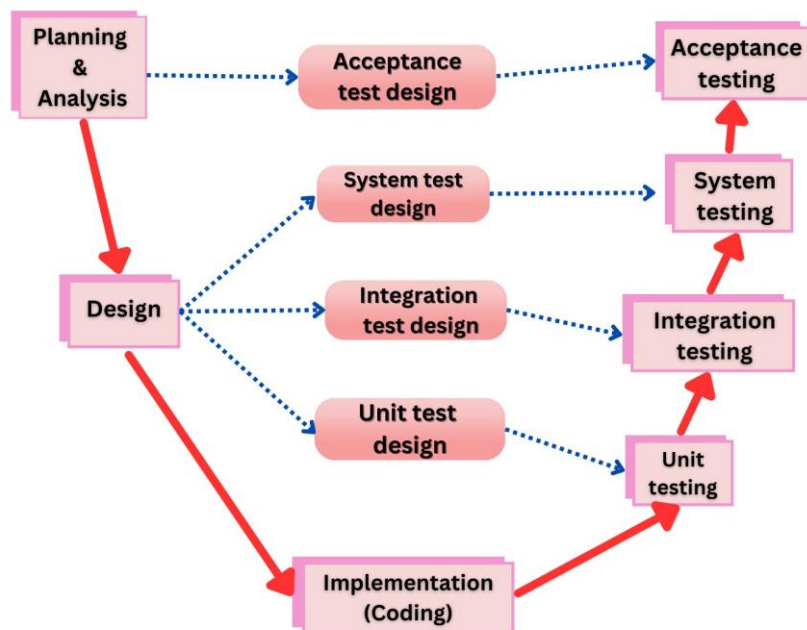 Planning
&
Analysis
Acceptance
test design
Acceptance
testing
System test
design
System
testing
Design
Integration
test design
Integration
testing
Unit test
design
Unit
testing
Implementation
(Coding)